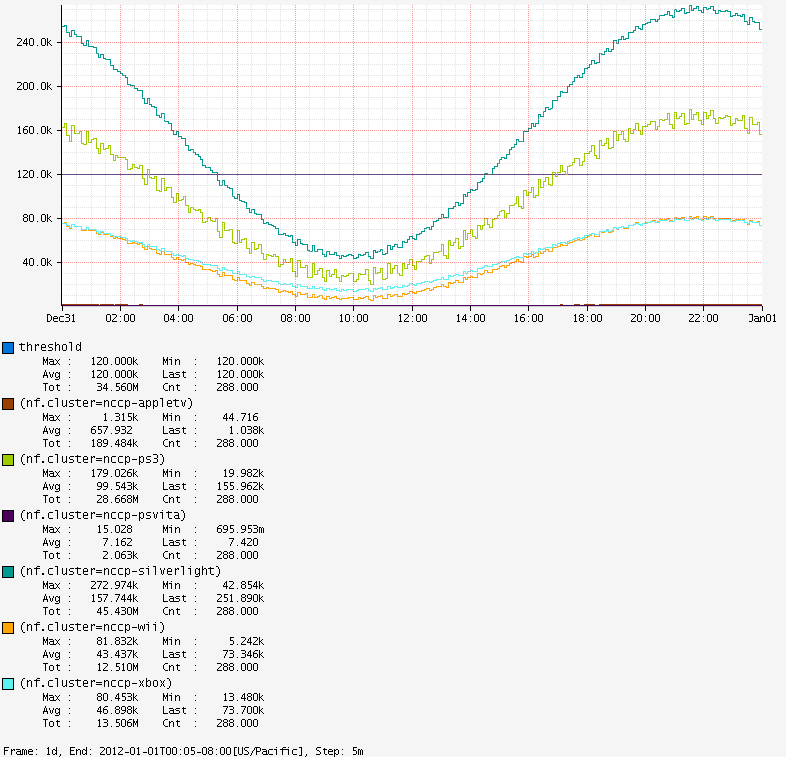 240.0k
200.0k
160.0k
120.0k
80.0k
40.0k
Dec31 02:00 04:00 06:00 08:00 10:00 12:00 14:00 16:00 18:00 20:00 22:00 Jan01
threshold
Max : 120.000k Min : 120.000k
Avg : 120.000k Last : 120.000k
Tot : 34.560M Cnt : 288.000
(nf.cluster=nccp-appletv)
Max : 1.315k Min : 44.716
Avg : 657.932 Last : 1.038k
Tot : 189.484k Cnt : 288.000
(nf.cluster=nccp-ps3)
Max : 179.026k Min : 19.982k
Avg : 99.543k Last : 155.962k
Tot : 28.668M Cnt : 288.000
(nf.cluster=nccp-psvita)
Max : 15.028 Min : 695.953m
Avg : 7.162 Last : 7.420
Tot : 2.063k Cnt : 288.000
(nf.cluster=nccp-silverlight)
Max : 272.974k Min : 42.854k
Avg : 157.744k Last : 251.890k
Tot : 45.430M Cnt : 288.000
(nf.cluster=nccp-wii)
Max : 81.832k Min : 5.242k
Avg : 43.437k Last : 73.346k
Tot : 12.510M Cnt : 288.000
(nf.cluster=nccp-xbox)
Max : 80.453k Min : 13.480k
Avg : 46.898k Last : 73.700k
Tot : 13.506M Cnt : 288.000
Frame: 1d, End: 2012-01-01T00:05-08:00[US/Pacific], Step: 5m